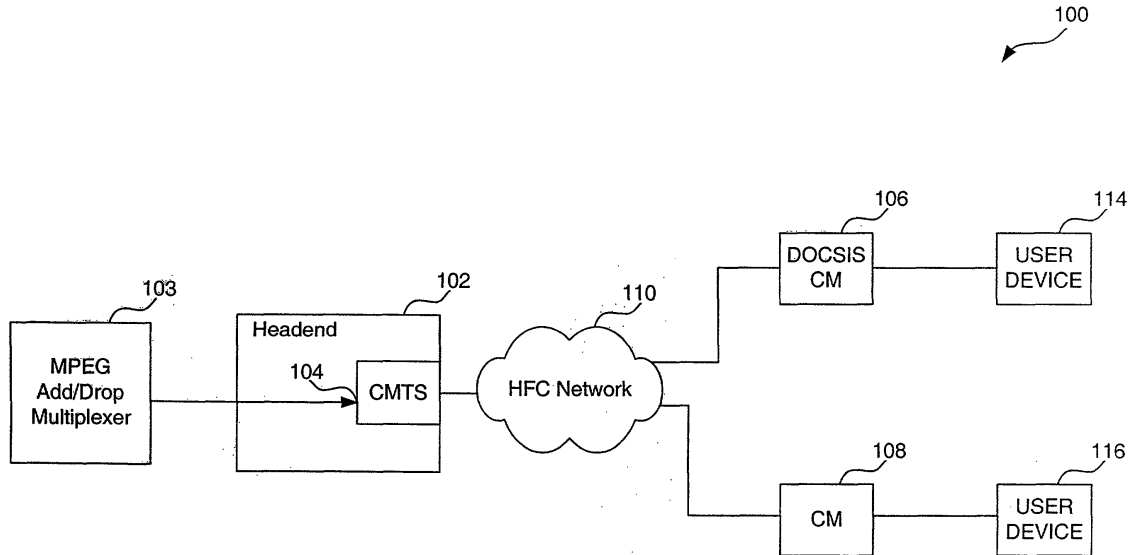 100
106
114
DOCSIS
CM
USER
DEVICE
103
102
110
MPEG
Add/Drop
Multiplexer
Headend
104
CMTS
HFC Network
108
116
CM
USER
DEVICE